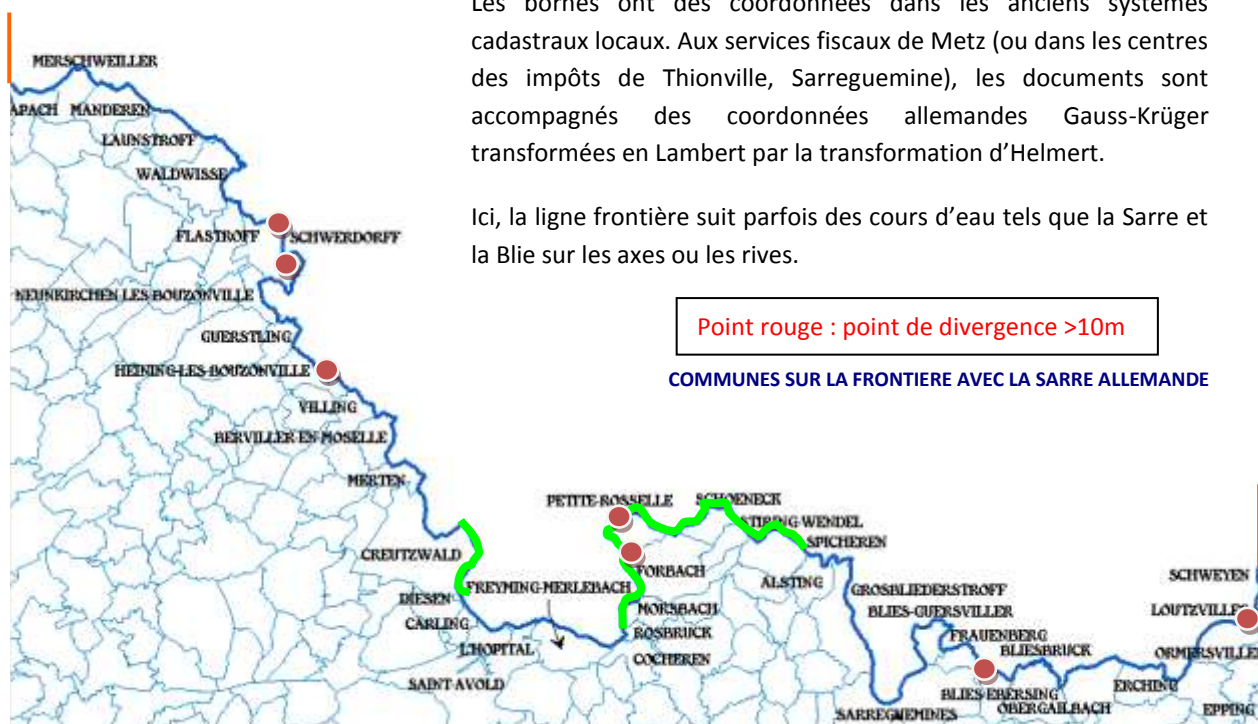 Les bornes ont des coordonnées dans les anciens systèmes
cadastraux locaux. Aux services fiscaux de Metz (ou dans les centres
des impôts de Thionville, Sarreguemine), les documents sont
accompagnés des coordonnées allemandes Gauss-Krüger
transformées en Lambert par la transformation d’Helmert.
Ici, la ligne frontière suit parfois des cours d’eau tels que la Sarre et
la Blie sur les axes ou les rives.
Point rouge : point de divergence >10m
COMMUNES SUR LA FRONTIERE AVEC LA SARRE ALLEMANDE
MERSCHWEILLER
APACH MANDEREN
LAUNSTROFF
WALDWISSE
FLASTROFF SCHWERDORFF
NEUNKIRCHEN LES BOUZONVILLE
GUERSTLING
HEINING-LES-BOUZONVILLE
VILLING
BERVILLER EN MOSELLE
MERTEN
PETITE-ROSSELLE SCHOENECK
STIRING-WENDEL
SPICHEREN
CREUTZWALD
FORBACH
ALSTING
SCHWEYEN
FREYMING-MERLEBACH
GROSBLIEDERSTROFF
DIESEN
MORSBACH
BLIES-GUERSVILLER
LOUTZVILLER
CARLING
ROSBRUCK
FRAUENBERG
L'HOPITAL
COCHEREN
BLIESBRUCK
ORMERSVILLER
SAINT-AVOLD
BLIES-EBERSING
ERCHING
SARREGUEMINES
OBERGAILBACH
EPPING